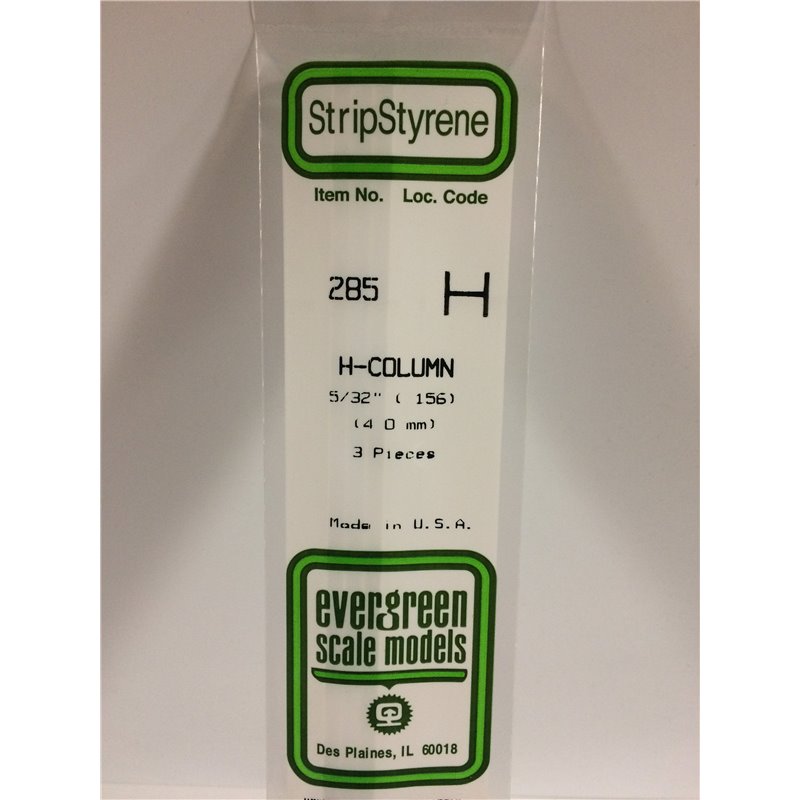 StripStyrene
Item No. Loc. Code
285 H
H-COLUMN
5/32" ( 156)
(4 0 mm)
3 Pieces
Made in U.S.A.
evergreen
scale models
Des Plaines, IL 60018